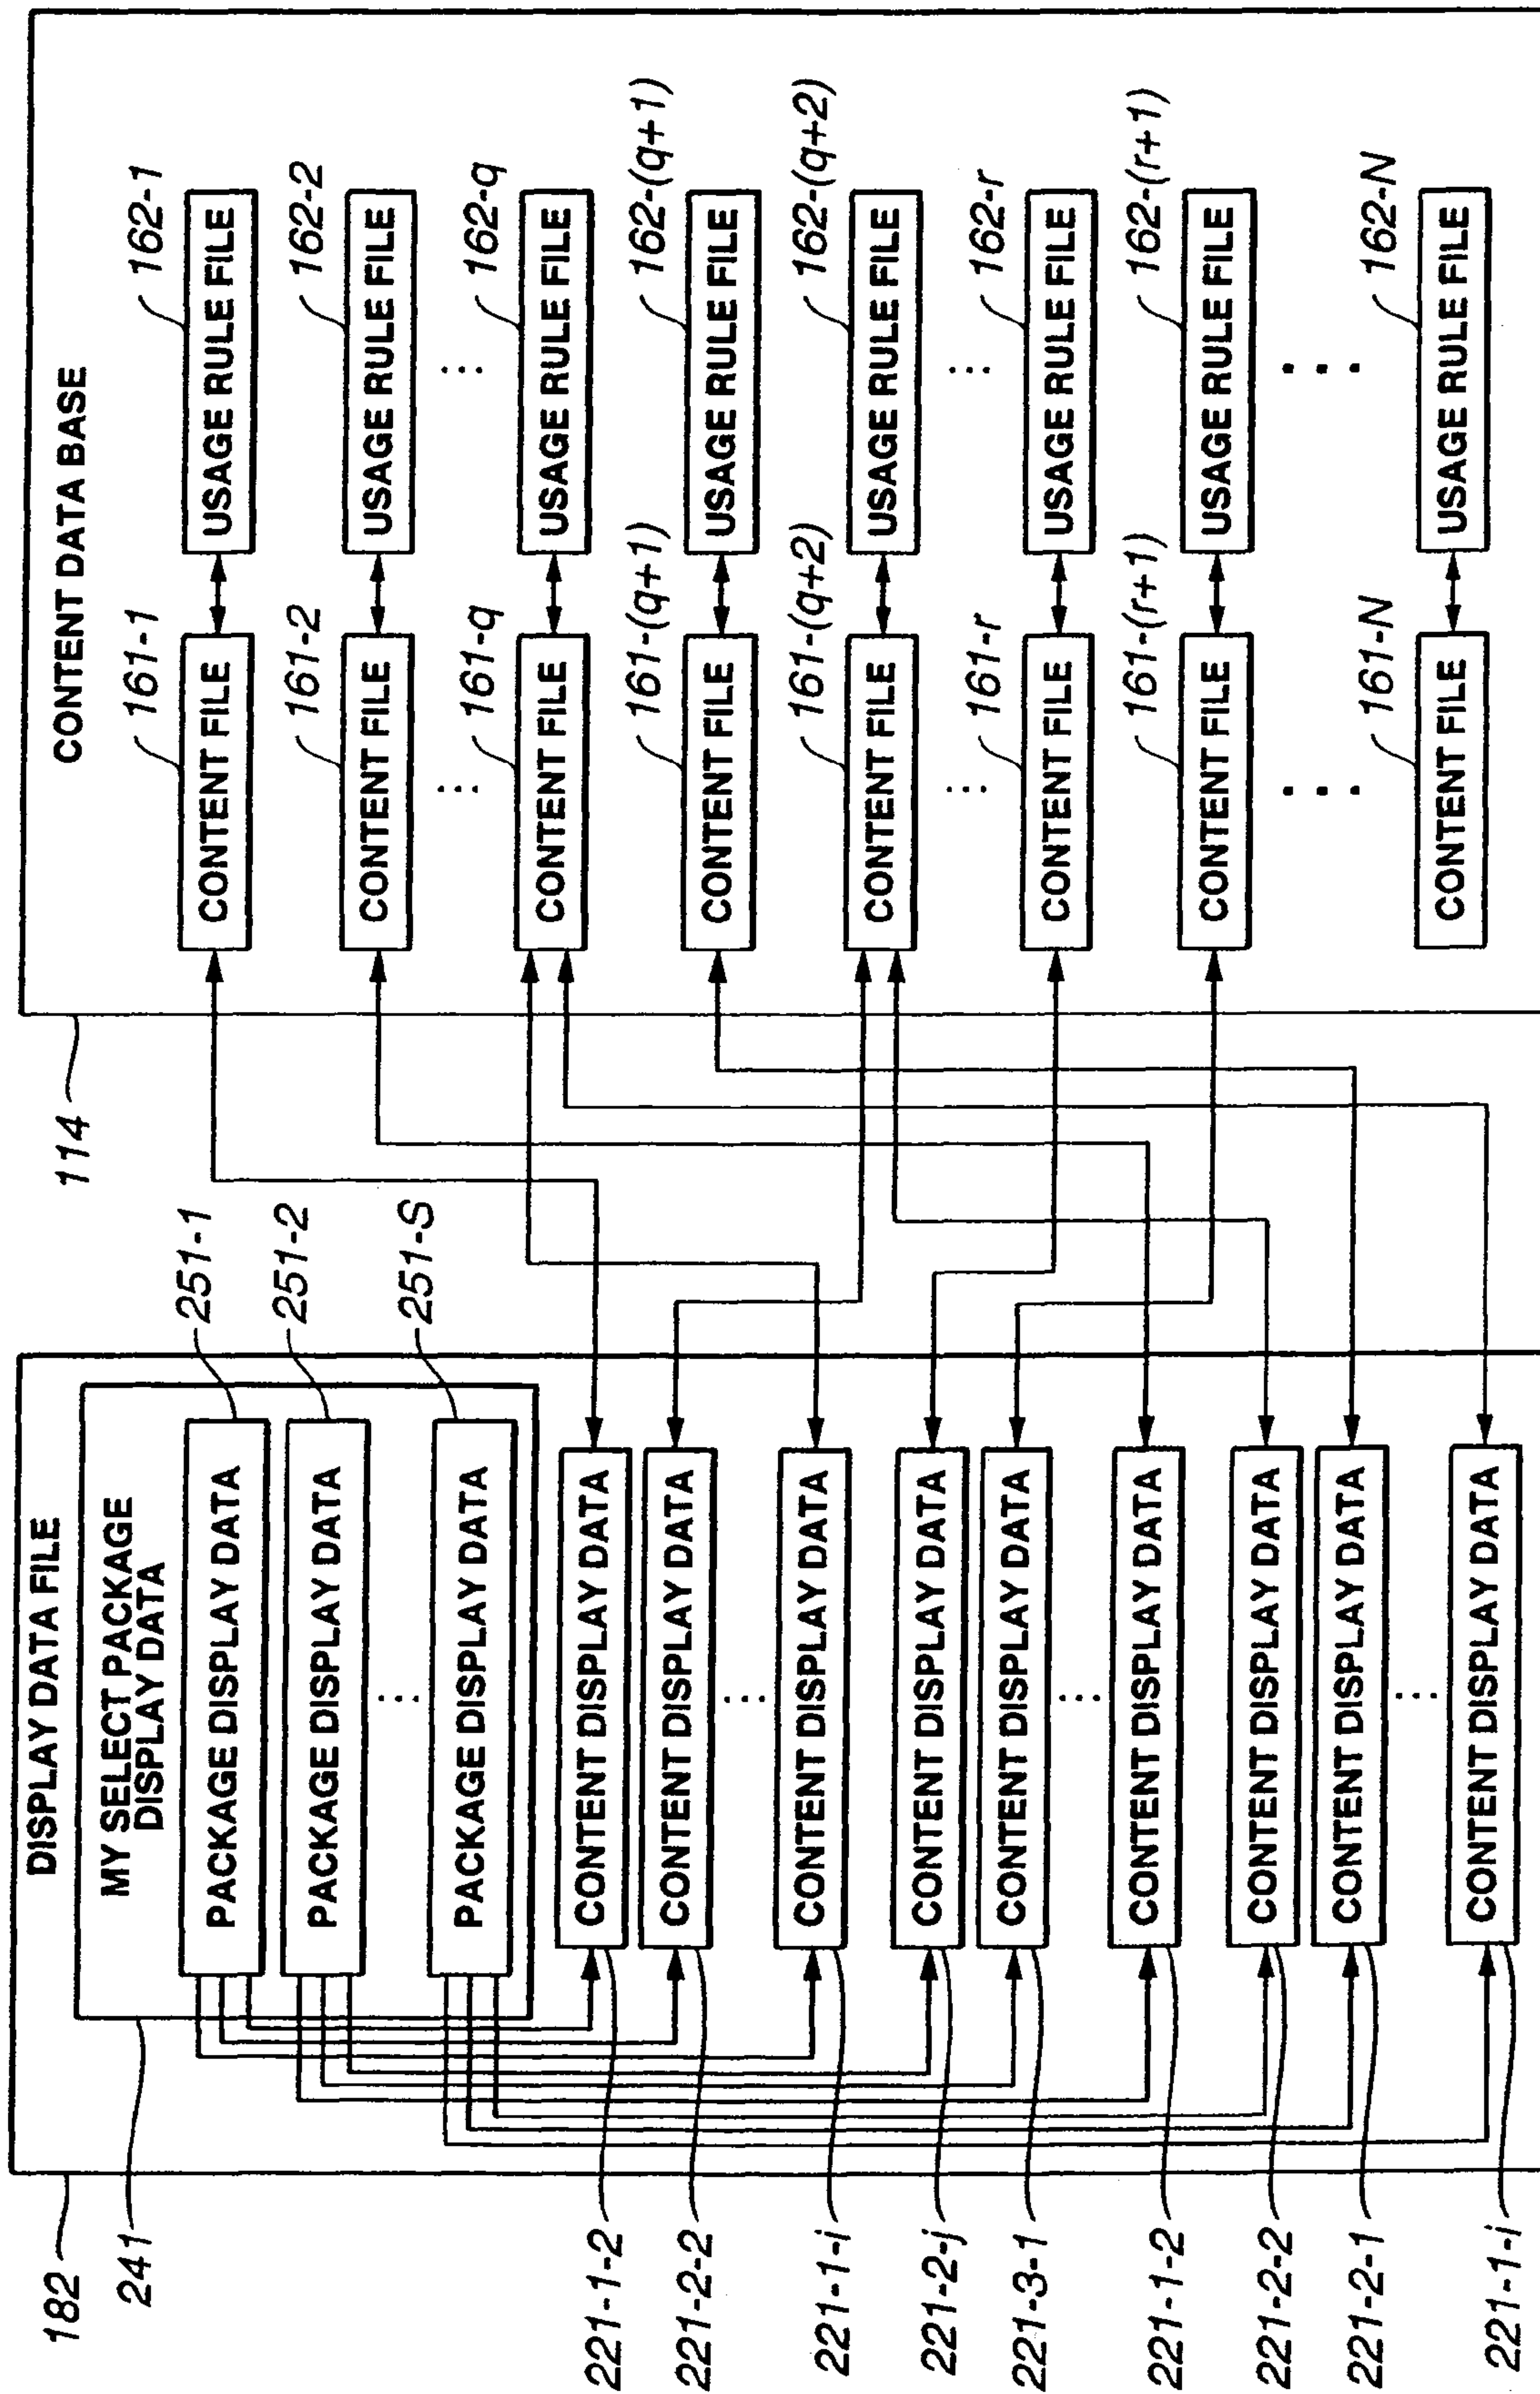 DISPLAY DATA FILE
182
MY SELECT PACKAGE
DISPLAY DATA
241
PACKAGE DISPLAY DATA
251-1
PACKAGE DISPLAY DATA
251-2
...
PACKAGE DISPLAY DATA
251-S
221-1-2
CONTENT DISPLAY DATA
221-2-2
CONTENT DISPLAY DATA
...
221-1-i
CONTENT DISPLAY DATA
221-2-j
CONTENT DISPLAY DATA
221-3-1
CONTENT DISPLAY DATA
...
221-1-2
CONTENT DISPLAY DATA
221-2-2
CONTENT DISPLAY DATA
221-2-1
CONTENT DISPLAY DATA
...
221-1-i
CONTENT DISPLAY DATA
114
CONTENT DATA BASE
161-1
162-1
CONTENT FILE
USAGE RULE FILE
161-2
162-2
CONTENT FILE
USAGE RULE FILE
... ...
161-q
162-q
CONTENT FILE
USAGE RULE FILE
161-(q+1)
162-(q+1)
CONTENT FILE
USAGE RULE FILE
161-(q+2)
162-(q+2)
CONTENT FILE
USAGE RULE FILE
... ...
161-r
162-r
CONTENT FILE
USAGE RULE FILE
161-(r+1)
162-(r+1)
CONTENT FILE
USAGE RULE FILE
... ...
161-N
162-N
CONTENT FILE
USAGE RULE FILE